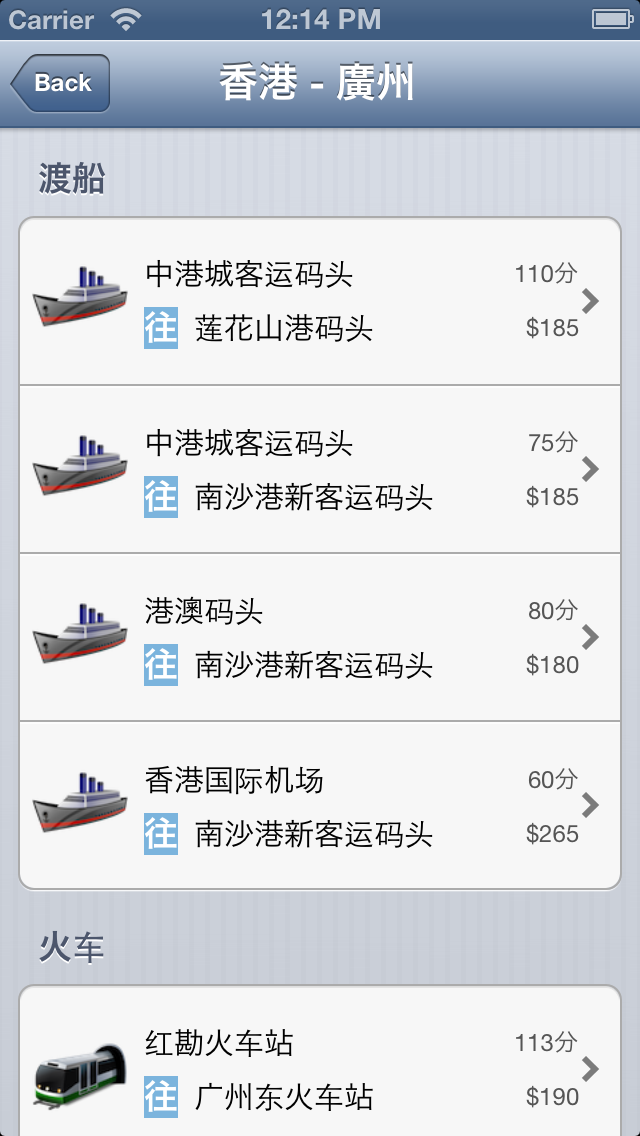 Carrier 12:14 PM
Back 香港 - 廣州
渡船
中港城客运码头 110分
往 莲花山港码头 $185
中港城客运码头 75分
往 南沙港新客运码头 $185
港澳码头 80分
往 南沙港新客运码头 $180
香港国际机场 60分
往 南沙港新客运码头 $265
火车
红勘火车站 113分
往 广州东火车站 $190